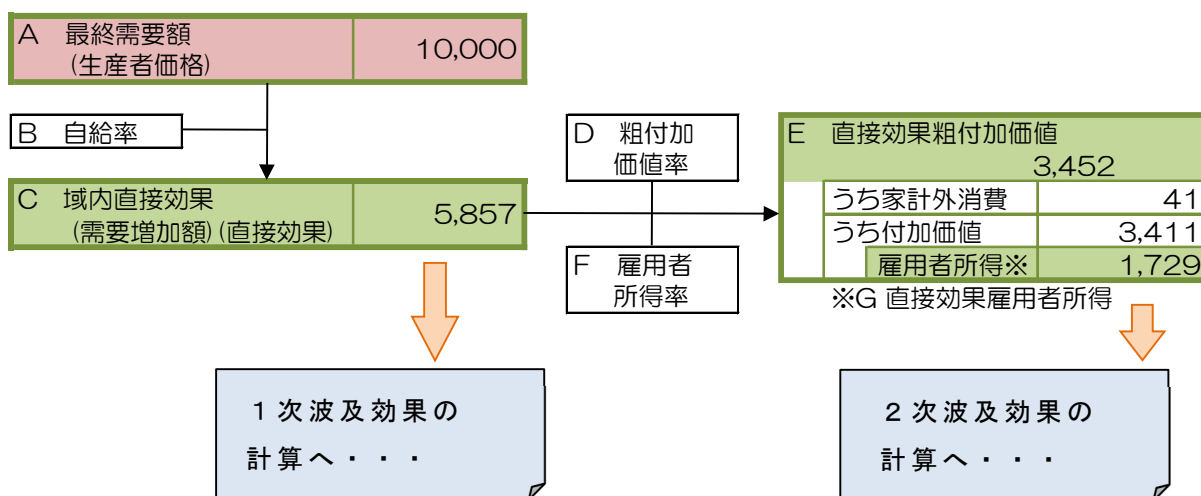 A 最終需要額
(生産者価格)
10,000
B 自給率
C 域内直接効果
(需要増加額)(直接効果)
5,857
D 粗付加
価値率
F 雇用者
所得率
E 直接効果粗付加価値
3,452
うち家計外消費 41
うち付加価値 3,411
雇用者所得※ 1,729
※G 直接効果雇用者所得
1次波及効果の
計算へ・・・
2次波及効果の
計算へ・・・